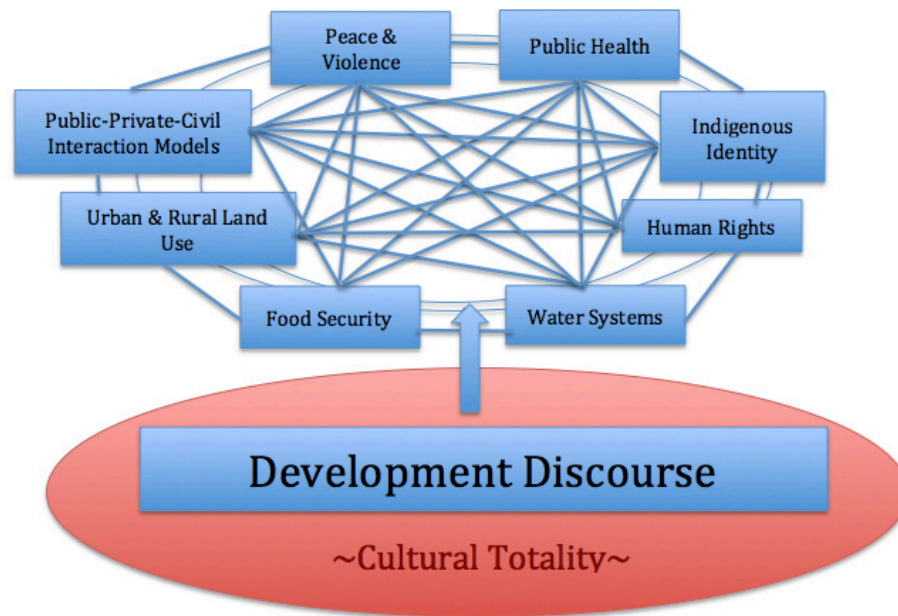 Peace &
Violence
Public Health
Public-Private-Civil
Interaction Models
Indigenous
Identity
Urban & Rural Land
Use
Human Rights
Food Security
Water Systems
Development Discourse
~Cultural Totality~